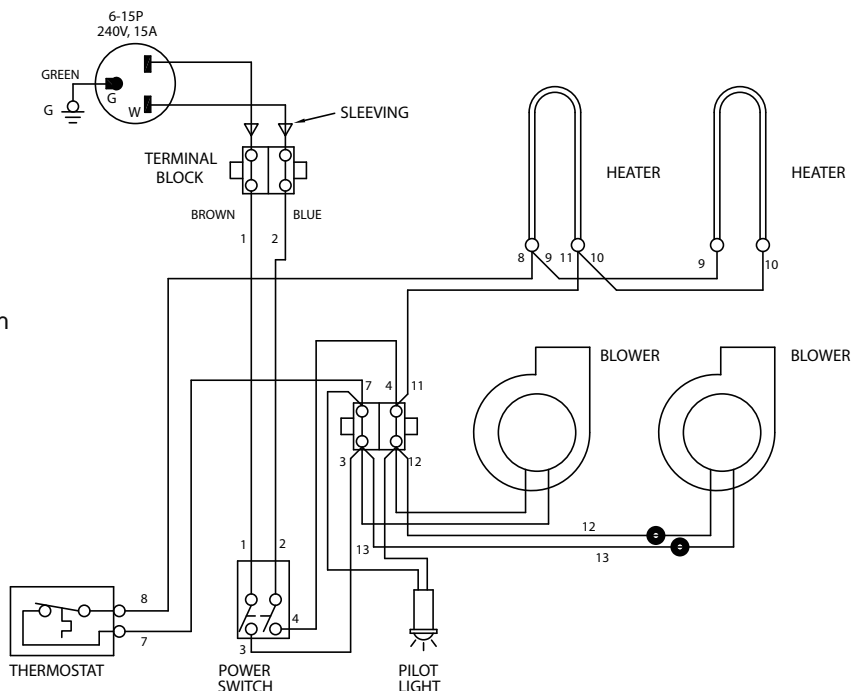 6-15P
240V, 15A
GREEN
G
G
W
SLEEVING
TERMINAL
BLOCK
BROWN
BLUE
1
2
HEATER
HEATER
8
9
11
10
9
10
n
BLOWER
BLOWER
7
4
11
3
12
12
13
13
1
2
4
3
8
7
THERMOSTAT
POWER
SWITCH
PILOT
LIGHT